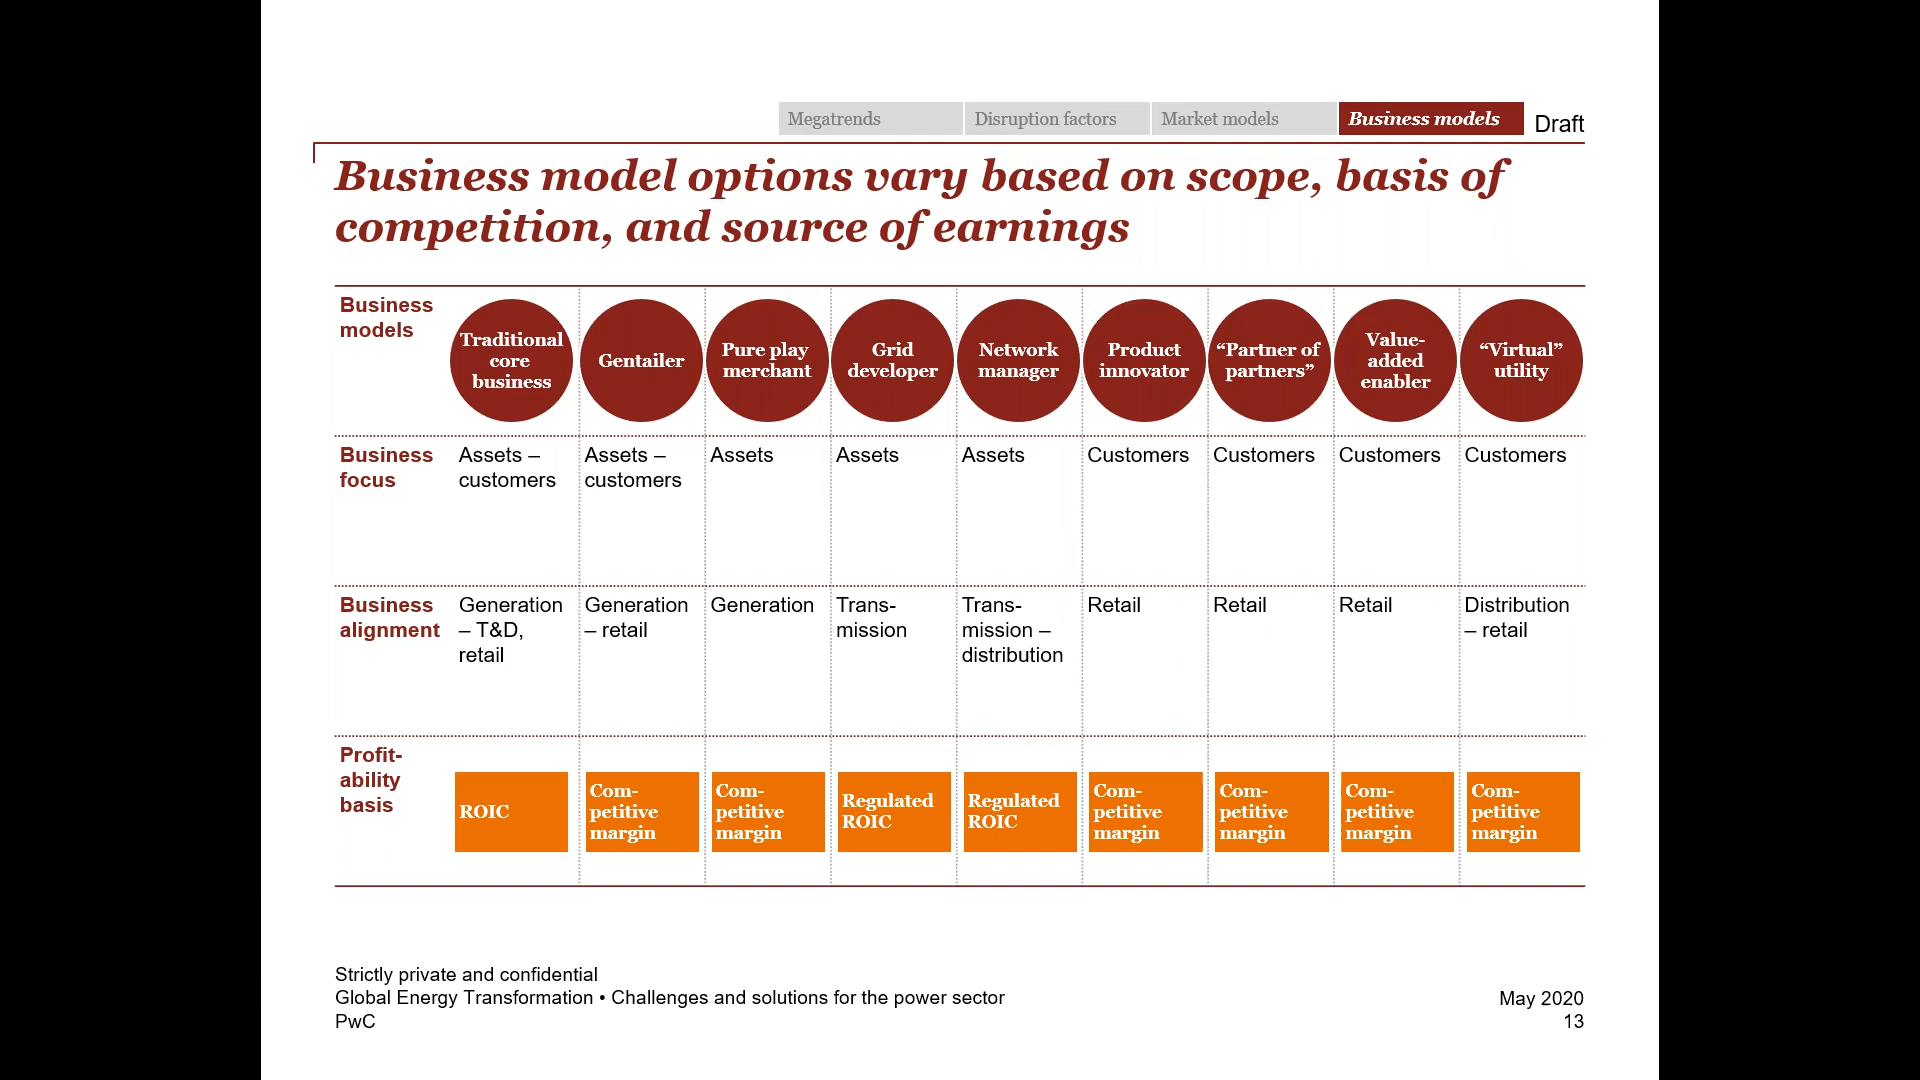 Megatrends
Disruption factors
Market models
Business models
Draft
Business model options vary based on scope, basis of
competition, and source of earnings
Business
models
Traditional
core
business
Gentailer
Pure play
merchant
Grid
developer
Network
manager
Product
innovator
“Partner of
partners”
Value-
added
enabler
“Virtual”
utility
Business
focus
Assets –
customers
Assets –
customers
Assets
Assets
Assets
Customers
Customers
Customers
Customers
Business
alignment
Generation
– T&D,
retail
Generation
– retail
Generation
Trans-
mission
Trans-
mission –
distribution
Retail
Retail
Retail
Distribution
– retail
Profit-
ability
basis
ROIC
Com-
petitive
margin
Com-
petitive
margin
Regulated
ROIC
Regulated
ROIC
Com-
petitive
margin
Com-
petitive
margin
Com-
petitive
margin
Com-
petitive
margin
Strictly private and confidential
Global Energy Transformation • Challenges and solutions for the power sector
PwC
May 2020
13